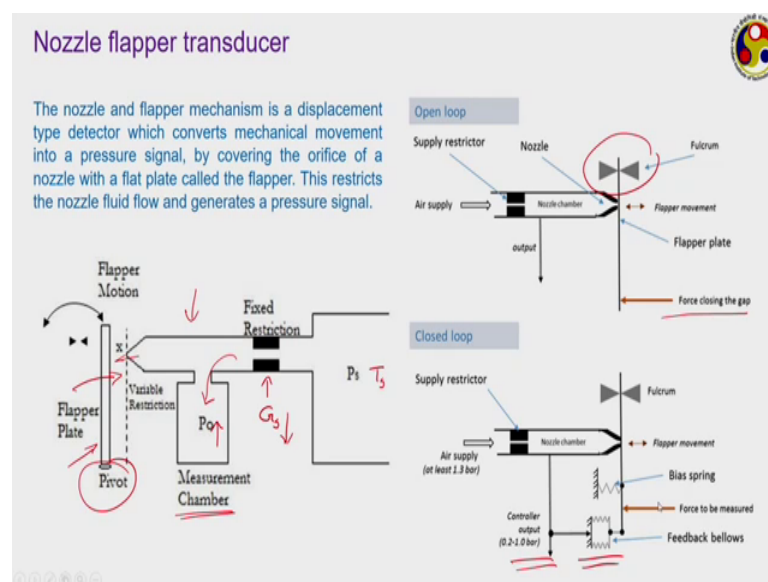 Nozzle flapper transducer
The nozzle and flapper mechanism is a displacement
type detector which converts mechanical movement
into a pressure signal, by covering the orifice of a
nozzle with a flat plate called the flapper. This restricts
the nozzle fluid flow and generates a pressure signal.
Flapper
Motion
Fixed
Restriction
x
Variable
Restriction
Ps Ts
Gs
Flapper
Plate
Po
Pivot
Measurement
Chamber
Open loop
Supply restrictor
Nozzle
Fulcrum
Air supply
Nozzle chamber
Flapper movement
output
Flapper plate
Force closing the gap
Closed loop
Supply restrictor
Fulcrum
Nozzle chamber
Flapper movement
Air supply
(at least 1.3 bar)
Bias spring
Force to be measured
Controller
output
(0.2-1.0 bar)
Feedback bellows